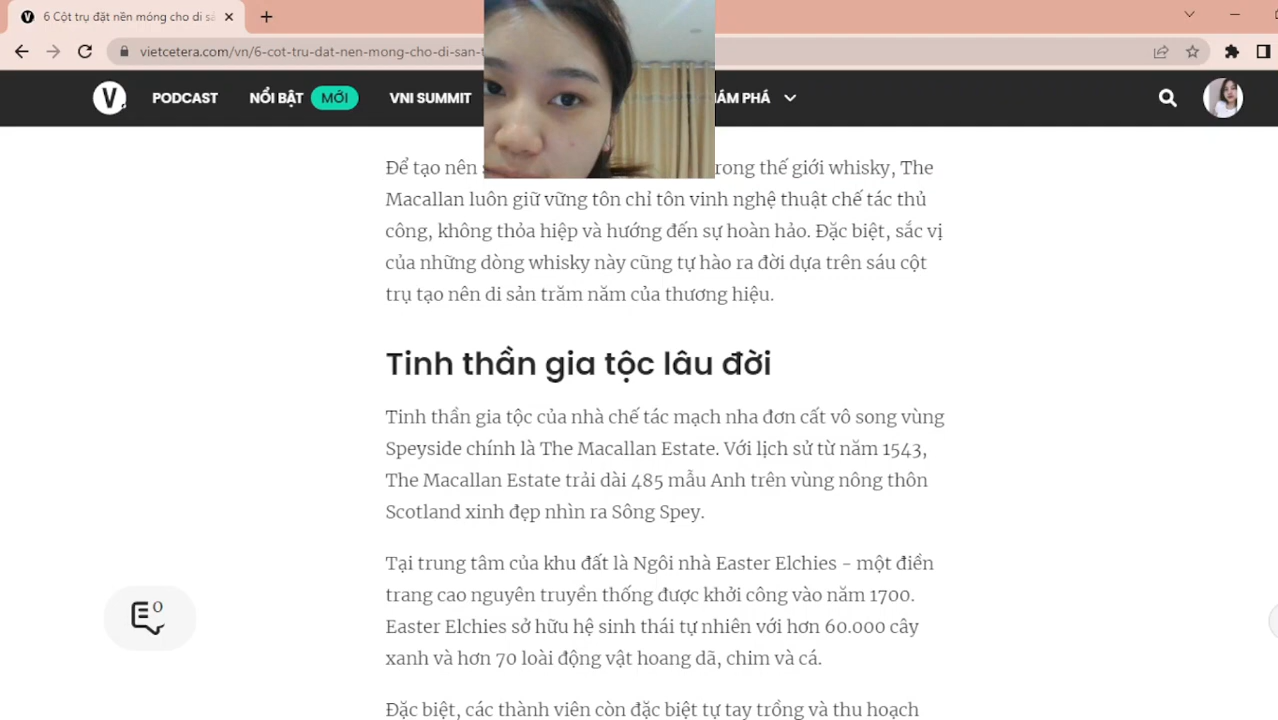 6 Cột trụ đặt nền móng cho di sả
vietcetera.com/vn/6-cot-tru-dat-nen-mong-cho-di-san-t
V.
PODCAST
NỔI BẬT
MỚI
VNI SUMMIT
PHÁ
Để tạo nên
trong thế giới whisky, The
Macallan luôn giữ vững tôn chỉ tôn vinh nghệ thuật chế tác thủ
công, không thỏa hiệp và hướng đến sự hoàn hảo. Đặc biệt, sắc vị
của những dòng whisky này cũng tự hào ra đời dựa trên sáu cột
trụ tạo nên di sản trăm năm của thương hiệu.
Tinh thần gia tộc lâu đời
Tinh thần gia tộc của nhà chế tác mạch nha đơn cất vô song vùng
Speyside chính là The Macallan Estate. Với lịch sử từ năm 1543,
The Macallan Estate trải dài 485 mẫu Anh trên vùng nông thôn
Scotland xinh đẹp nhìn ra Sông Spey.
Tại trung tâm của khu đất là Ngôi nhà Easter Elchies - một điền
trang cao nguyên truyền thống được khởi công vào năm 1700.
Easter Elchies sở hữu hệ sinh thái tự nhiên với hơn 60.000 cây
xanh và hơn 70 loài động vật hoang dã, chim và cá.
0
Đặc biệt, các thành viên còn đặc biệt tự tay trồng và thu hoạch